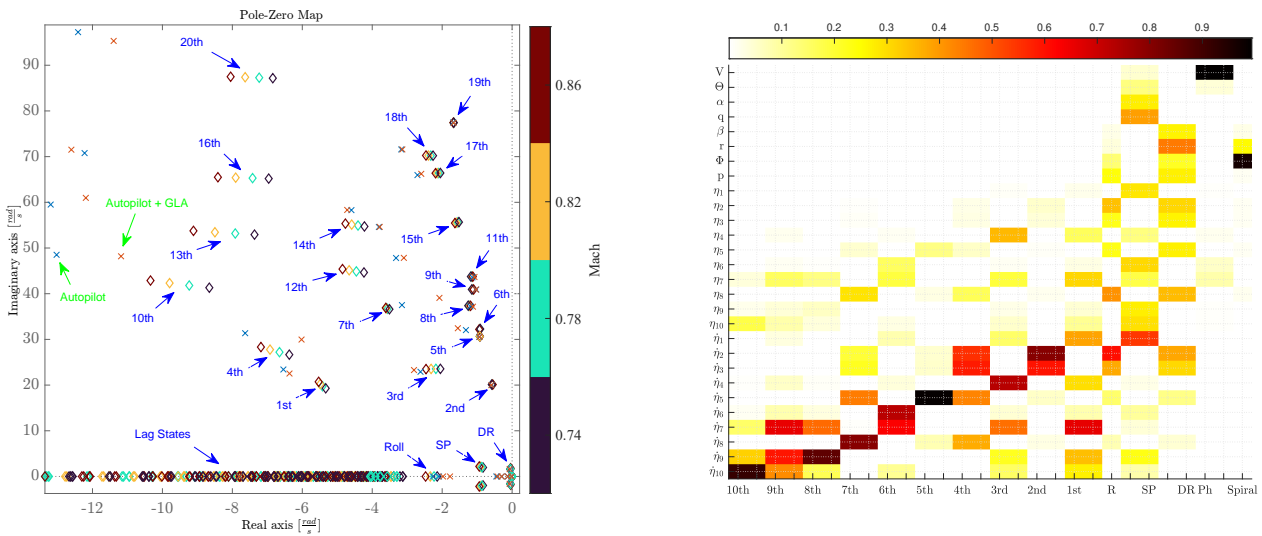 Pole-Zero Map
Imaginary axis [rad/s]
90
80
70
60
50
40
30
20
10
0
20th
19th
18th
17th
16th
Autopilot + GLA
13th
14th
15th
11th
12th
9th
6th
Autopilot
10th
7th
8th
5th
4th
1st
3rd
2nd
Lag States
Roll
SP
DR
-12
-10
-8
-6
-4
-2
0
Real axis [rad/s]
0.86
0.82
0.78
0.74
Mach
0.1 0.2 0.3 0.4 0.5 0.6 0.7 0.8 0.9
V
Θ
α
q
β
r
Φ
p
η1
η2
η3
η4
η5
η6
η7
η8
η9
η10
η̇1
η̇2
η̇3
η̇4
η̇5
η̇6
η̇7
η̇8
η̇9
η̇10
10th 9th 8th 7th 6th 5th 4th 3rd 2nd 1st R SP DR Ph Spiral